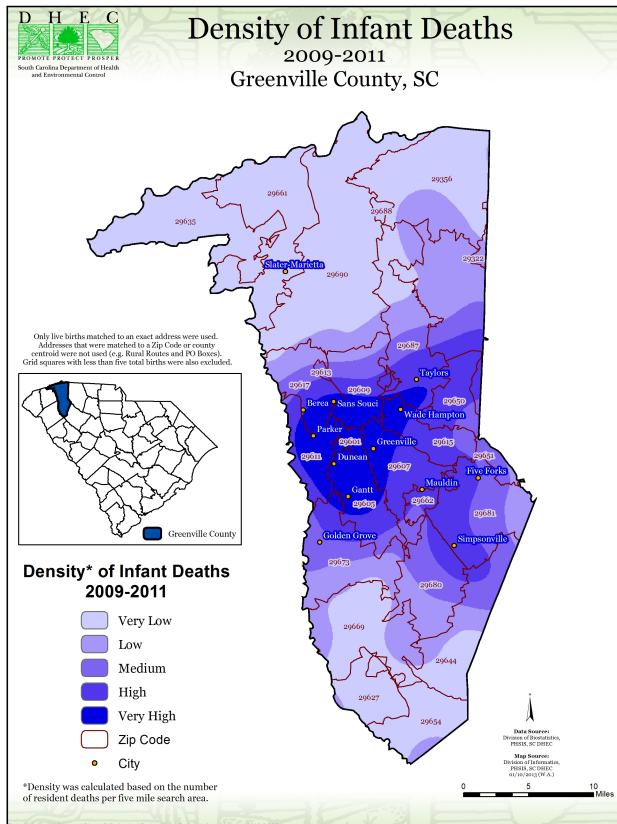 D H E C
PROMOTE PROTECT PROSPER
South Carolina Department of Health
and Environmental Control
Density of Infant Deaths
2009-2011
Greenville County, SC
29356
29661
29635
29688
29322
Slater-Marietta
29690
Only live births matched to an exact address were used.
Addresses that were matched to a Zip Code or county
centroid were not used (e.g. Rural Routes and PO Boxes).
Grid squares with less than five total births were also excluded.
29687
29613
Taylors
29617
29609
Berea
Sans Souci
29650
Wade Hampton
Parker
29601
Greenville
29615
29611
Duncan
29607
29651
Five Forks
Gantt
Mauldin
29605
29662
29681
Greenville County
Golden Grove
Simpsonville
29673
29680
29669
29644
29627
29654
Density* of Infant Deaths
2009-2011
Very Low
Low
Medium
High
Very High
Zip Code
City
*Density was calculated based on the number
of resident deaths per five mile search area.
Data Source:
Division of Biostatistics,
PHSIS, SC DHEC
Map Source:
Division of Informatics,
PHSIS, SC DHEC
01/10/2013 (W.A.)
0 5 10
Miles